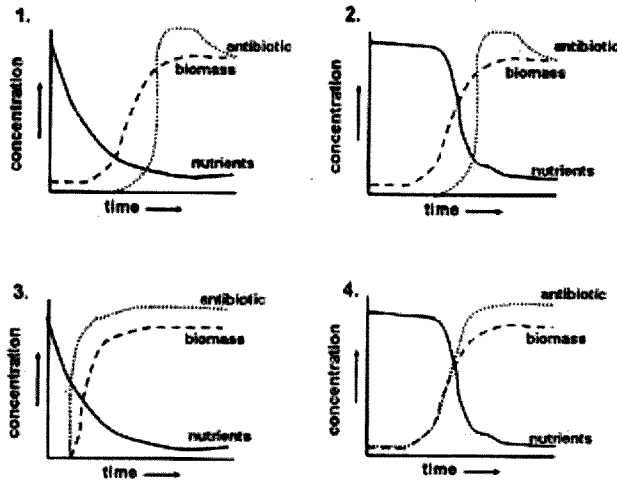 1.
concentration
antibiotic
biomass
nutrients
time
2.
concentration
antibiotic
biomass
nutrients
time
3.
concentration
antibiotic
biomass
nutrients
time
4.
concentration
antibiotic
biomass
nutrients
time